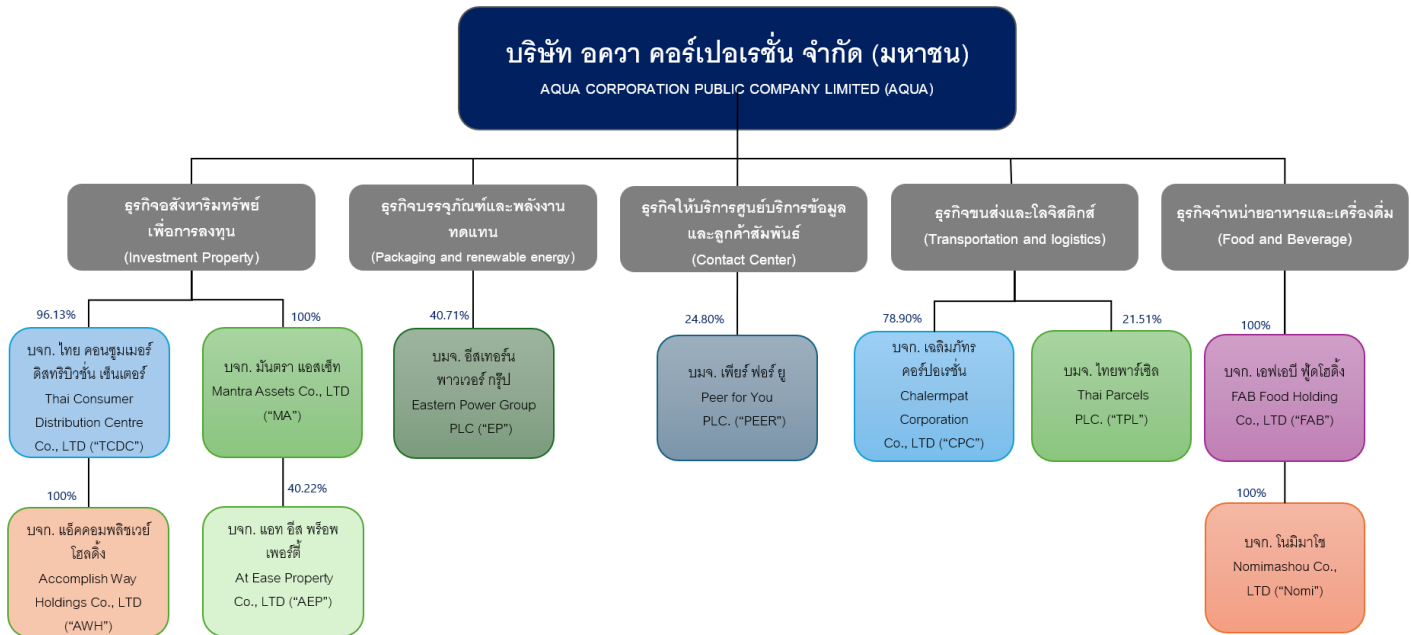 บริษัท อควา คอร์เปอเรชั่น จำกัด (มหาชน)
AQUA CORPORATION PUBLIC COMPANY LIMITED (AQUA)
ธุรกิจอสังหาริมทรัพย์
เพื่อการลงทุน
(Investment Property)
ธุรกิจบรรจุภัณฑ์และพลังงาน
ทดแทน
(Packaging and renewable energy)
ธุรกิจให้บริการศูนย์บริการข้อมูล
และลูกค้าสัมพันธ์
(Contact Center)
ธุรกิจขนส่งและโลจิสติกส์
(Transportation and logistics)
ธุรกิจจำหน่ายอาหารและเครื่องดื่ม
(Food and Beverage)
96.13%
บจก. ไทย คอนซูมเมอร์
ดิสทริบิวชั่น เซ็นเตอร์
Thai Consumer
Distribution Centre
Co., LTD (“TCDC”)
100%
บจก. มันตรา แอสเซ็ท
Mantra Assets Co., LTD
(“MA”)
40.71%
บมจ. อีสเทอร์น
พาวเวอร์ กรุ๊ป
Eastern Power Group
PLC (“EP”)
24.80%
บมจ. เพียร์ ฟอร์ ยู
Peer for You
PLC. (“PEER”)
78.90%
บจก. เฉลิมภัทร
คอร์ปอเรชั่น
Chalermpat
Corporation
Co., LTD (“CPC”)
21.51%
บมจ. ไทยพาร์เซิล
Thai Parcels
PLC. (“TPL”)
100%
บจก. เอฟเอบี ฟู้ดโฮดิ้ง
FAB Food Holding
Co., LTD (“FAB”)
100%
บจก. แอ็คคอมพลิชเวย์
โฮลดิ้ง
Accomplish Way
Holdings Co., LTD
(“AWH”)
40.22%
บจก. แอท อีส พร็อพ
เพอร์ตี้
At Ease Property
Co., LTD (“AEP”)
100%
บจก. โนมิมาโช
Nomimashou Co.,
LTD (“Nomi”)